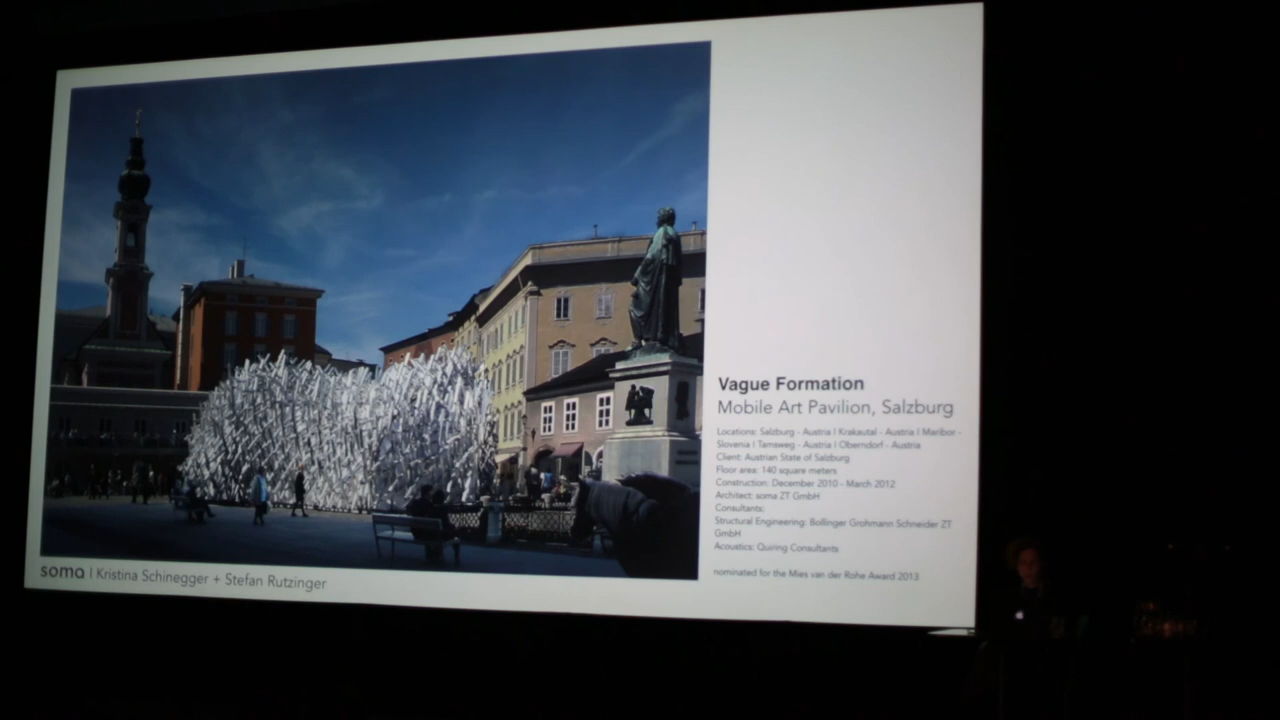 Vague Formation
Mobile Art Pavilion, Salzburg
Locations: Salzburg - Austria I Krakautal - Austria I Maribor -
Slovenia I Tamsweg - Austria I Oberndorf - Austria
Client: Austrian State of Salzburg
Floor area: 140 square meters
Construction: December 2010 - March 2012
Architect: soma ZT GmbH
Consultants:
Structural Engineering: Bollinger Grohmann Schneider ZT
GmbH
Acoustics: Quiring Consultants
nominated for the Mies van der Rohe Award 2013
soma I Kristina Schinegger + Stefan Rutzinger